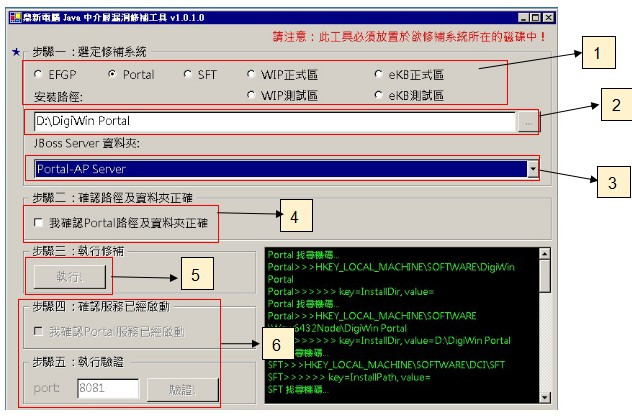 鼎新電腦 Java 中介層漏洞修補工具 v1.0.1.0
請注意：此工具必須放置於欲修補系統所在的磁碟中！
步驟一：選定修補系統
EFGP Portal SFT WIP正式區 eKB正式區
安裝路徑: WIP測試區 eKB測試區
D:\DigiWin Portal ...
JBoss Server 資料夾:
Portal-AP Server
步驟二：確認路徑及資料夾正確
我確認Portal路徑及資料夾正確
步驟三：執行修補
執行!
步驟四：確認服務已經啟動
我確認Portal服務已經啟動
步驟五：執行驗證
port: 8081 驗證!
Portal 找尋機碼...
Portal>>>HKEY_LOCAL_MACHINE\SOFTWARE\DigiWin
Portal
Portal>>>>>> key=InstallDir, value=
Portal 找尋機碼...
Portal>>>HKEY_LOCAL_MACHINE\SOFTWARE
6432Node\DigiWin Portal
>>>>>> key=InstallDir, value=D:\DigiWin Portal
尋機碼...
SFT>>>HKEY_LOCAL_MACHINE\SOFTWARE\DCI\SFT
SFT>>>>>> key=InstallPath, value=
SFT 找尋機碼...
1
2
3
4
5
6